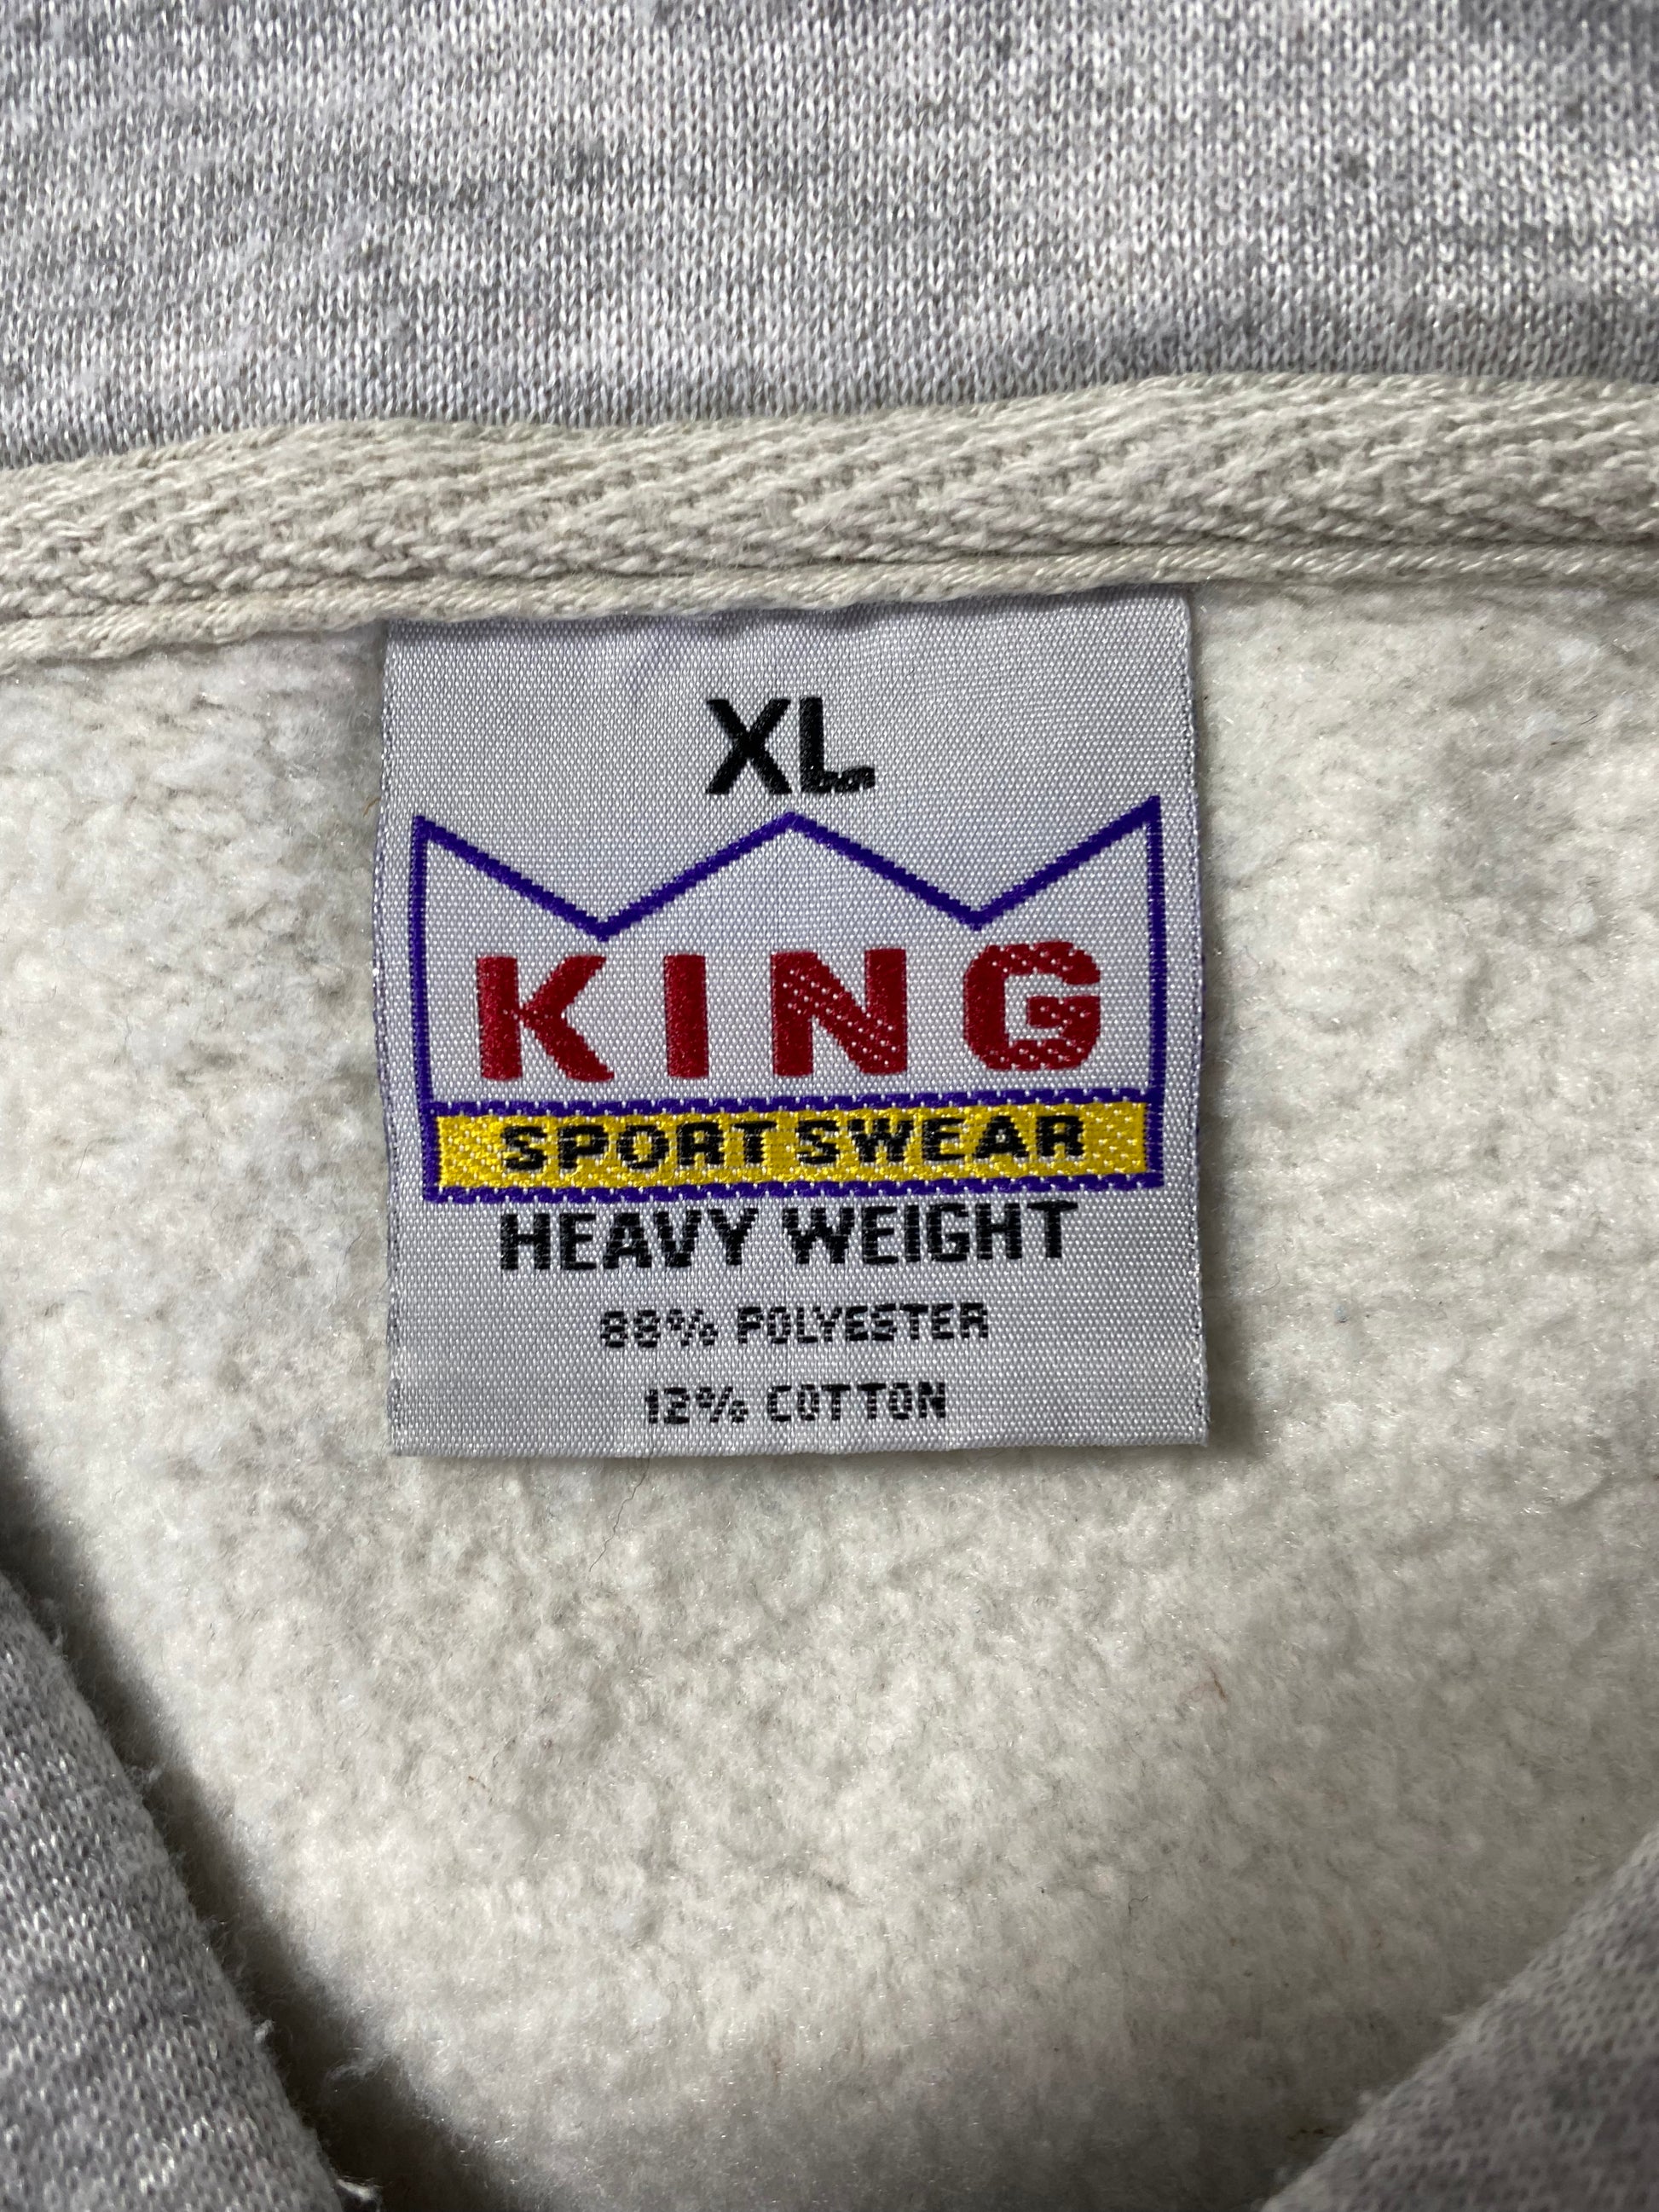 XL
KING
SPORTSWEAR
HEAVY WEIGHT
88% POLYESTER
12% COTTON